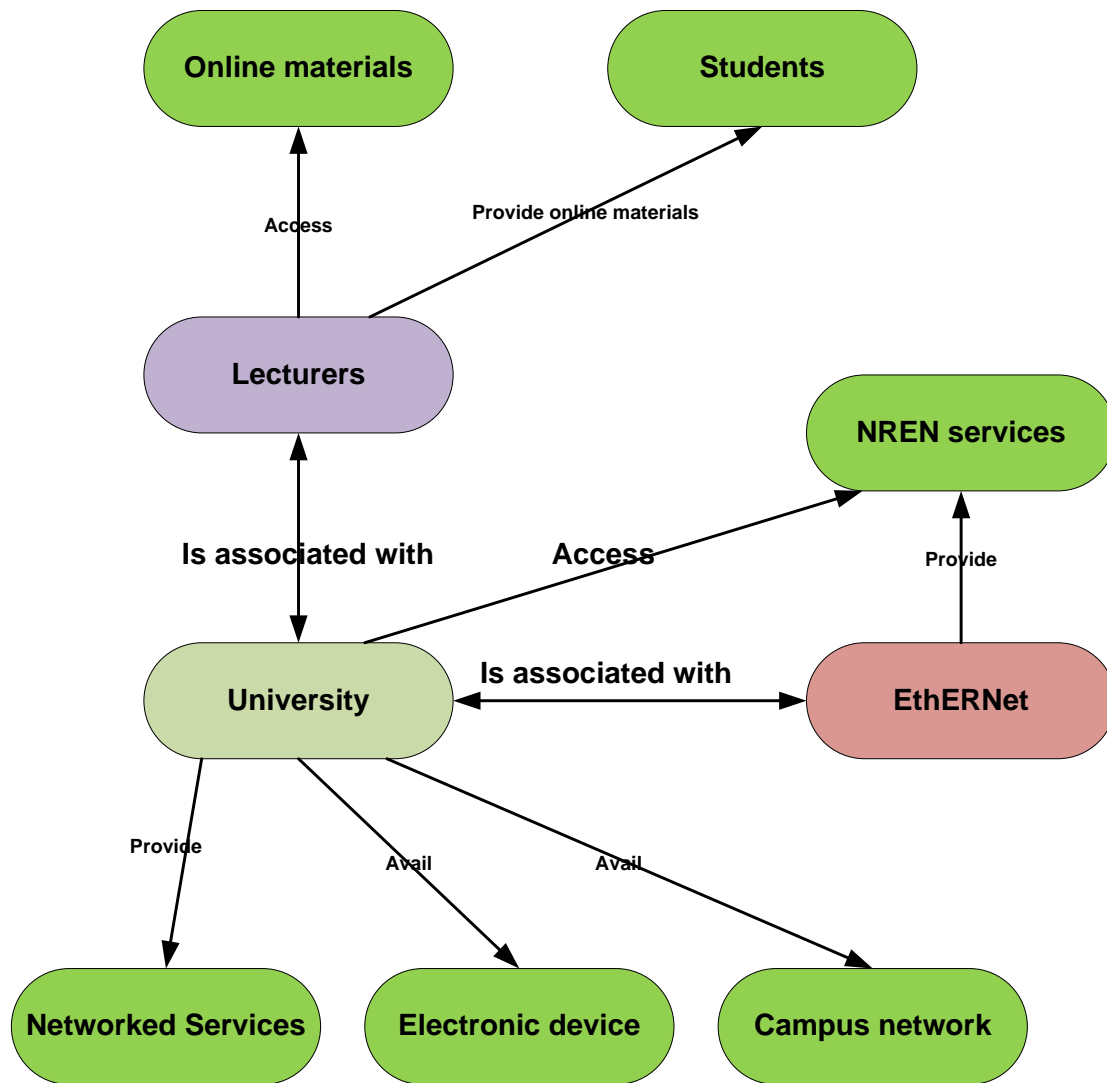 Online materials
Students
Access
Provide online materials
Lecturers
NREN services
Is associated with
Access
Provide
Is associated with
University
EthERNet
Provide
Avail
Avail
Networked Services
Electronic device
Campus network